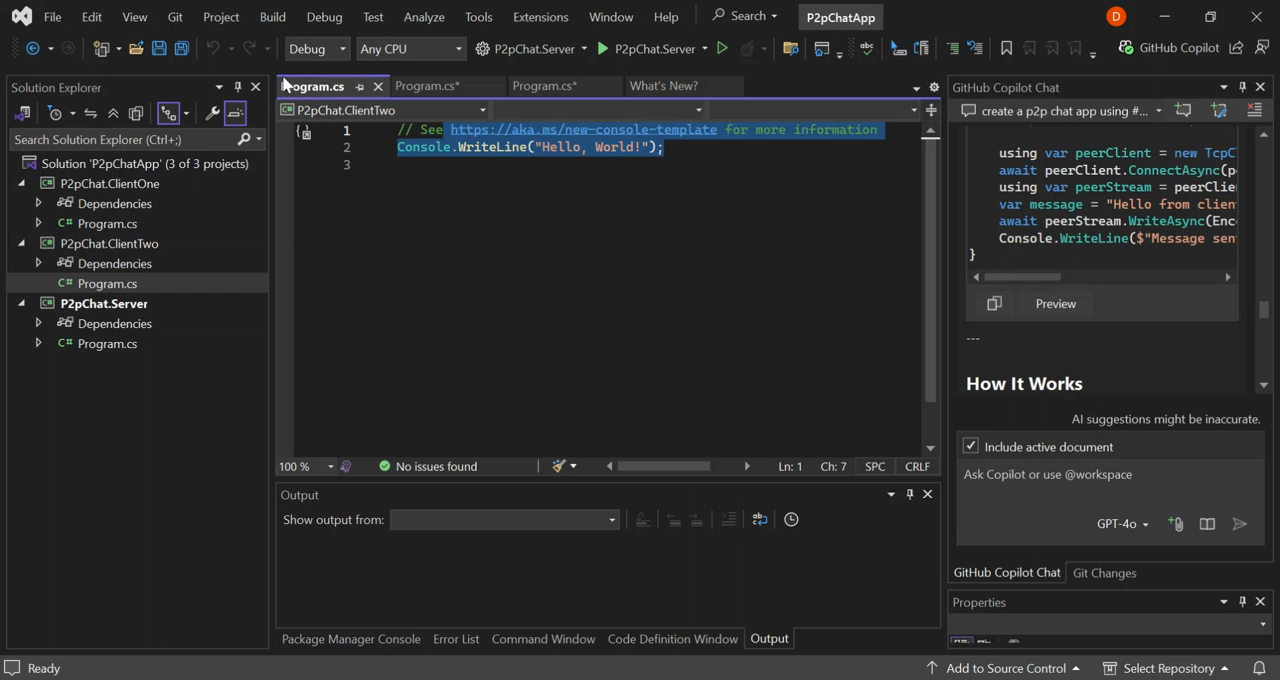 File Edit View Git Project Build Debug Test Analyze Tools Extensions Window Help Search P2pChatApp D
Debug Any CPU P2pChat.Server P2pChat.Server GitHub Copilot
Solution Explorer
Search Solution Explorer (Ctrl+;)
Solution 'P2pChatApp' (3 of 3 projects)
P2pChat.ClientOne
Dependencies
C# Program.cs
P2pChat.ClientTwo
Dependencies
C# Program.cs
P2pChat.Server
Dependencies
C# Program.cs
rogram.cs Program.cs* Program.cs* What's New?
P2pChat.ClientTwo
1 // See https://aka.ms/new-console-template for more information
2 Console.WriteLine("Hello, World!");
3
100 % No issues found Ln: 1 Ch: 7 SPC CRLF
Output
Show output from:
Package Manager Console Error List Command Window Code Definition Window Output
GitHub Copilot Chat
create a p2p chat app using #...
using var peerClient = new TcpCl
await peerClient.ConnectAsync(p
using var peerStream = peerClie
var message = "Hello from clien
await peerStream.WriteAsync(Enc
Console.WriteLine($"Message sen
}
Preview
---
How It Works
AI suggestions might be inaccurate.
Include active document
Ask Copilot or use @workspace
GPT-4o
GitHub Copilot Chat Git Changes
Properties
Ready Add to Source Control Select Repository